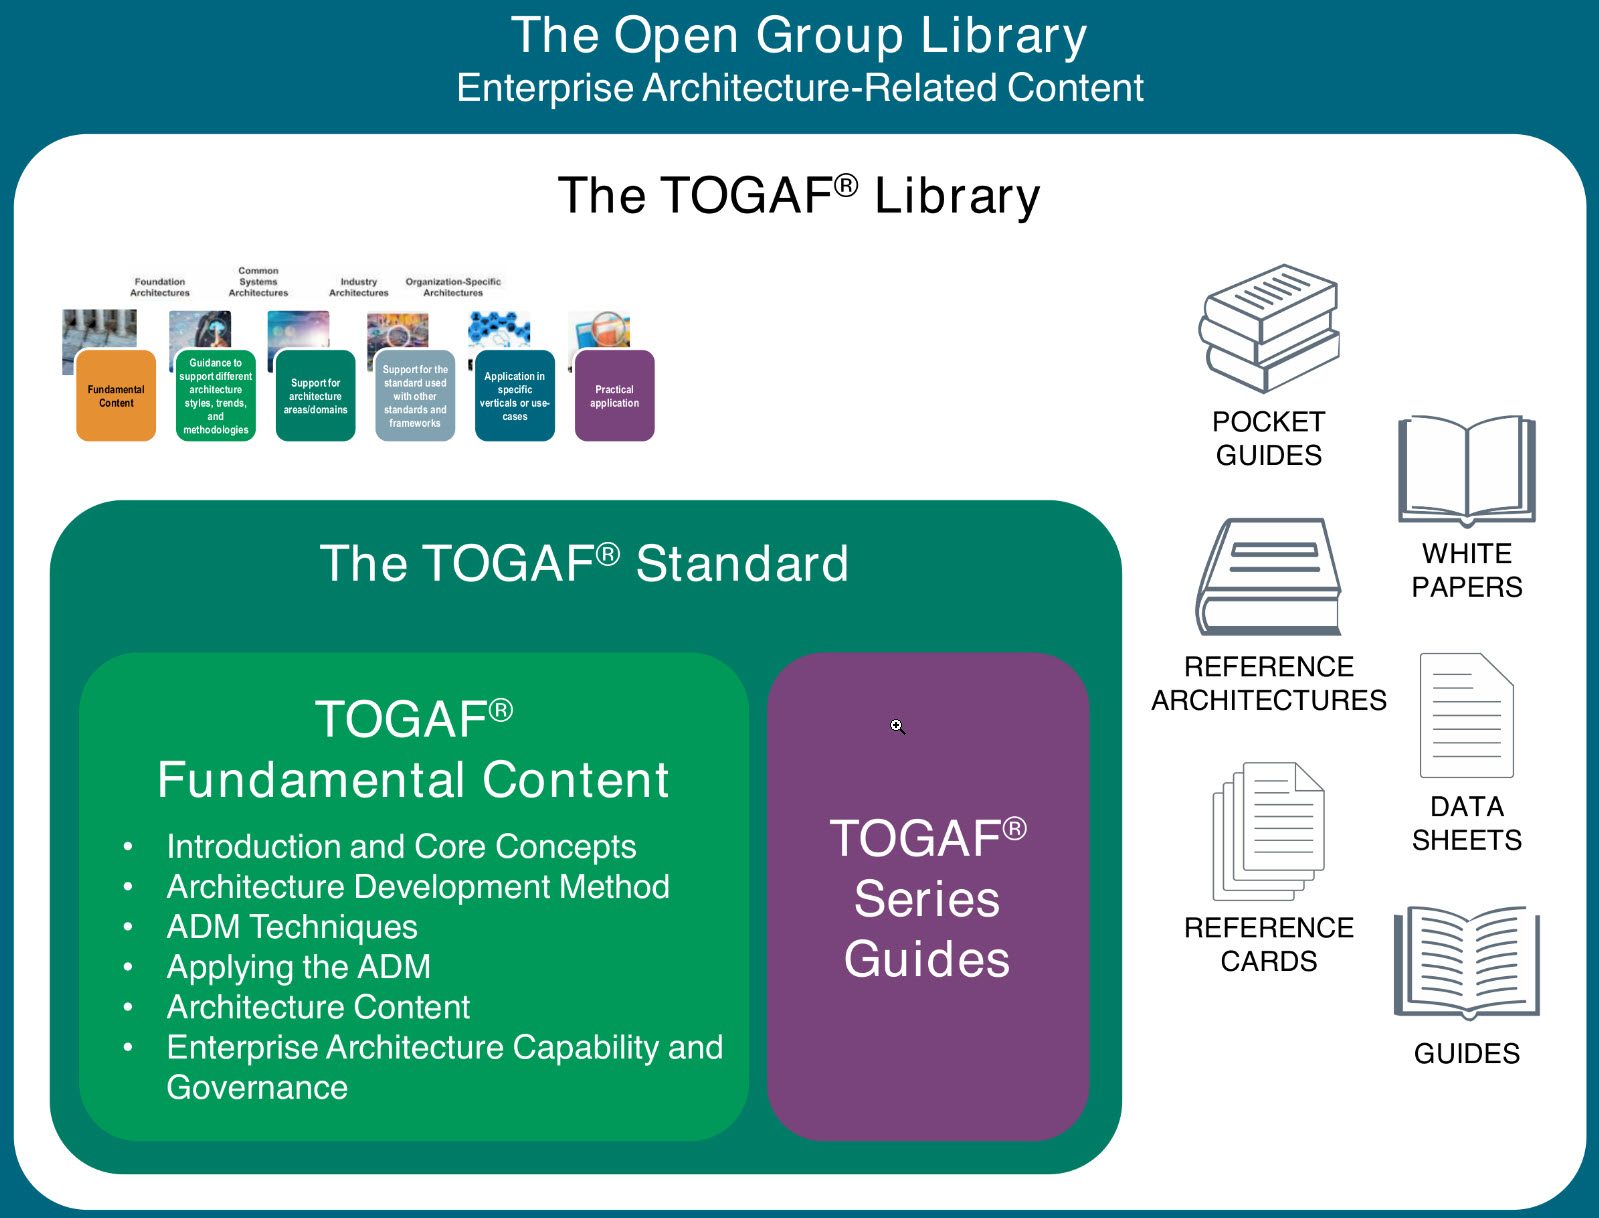 The Open Group Library
Enterprise Architecture-Related Content
The TOGAF® Library
Foundation
Architectures
Common
Systems
Architectures
Industry
Architectures
Organization-Specific
Architectures
Fundamental
Content
Guidance to
support different
architecture
styles, trends,
and
methodologies
Support for
architecture
areas/domains
Support for the
standard used
with other
standards and
frameworks
Application in
specific
verticals or use-
cases
Practical
application
POCKET
GUIDES
WHITE
PAPERS
REFERENCE
ARCHITECTURES
DATA
SHEETS
REFERENCE
CARDS
GUIDES
The TOGAF® Standard
TOGAF®
Fundamental Content
• Introduction and Core Concepts
• Architecture Development Method
• ADM Techniques
• Applying the ADM
• Architecture Content
• Enterprise Architecture Capability and
Governance
TOGAF®
Series
Guides